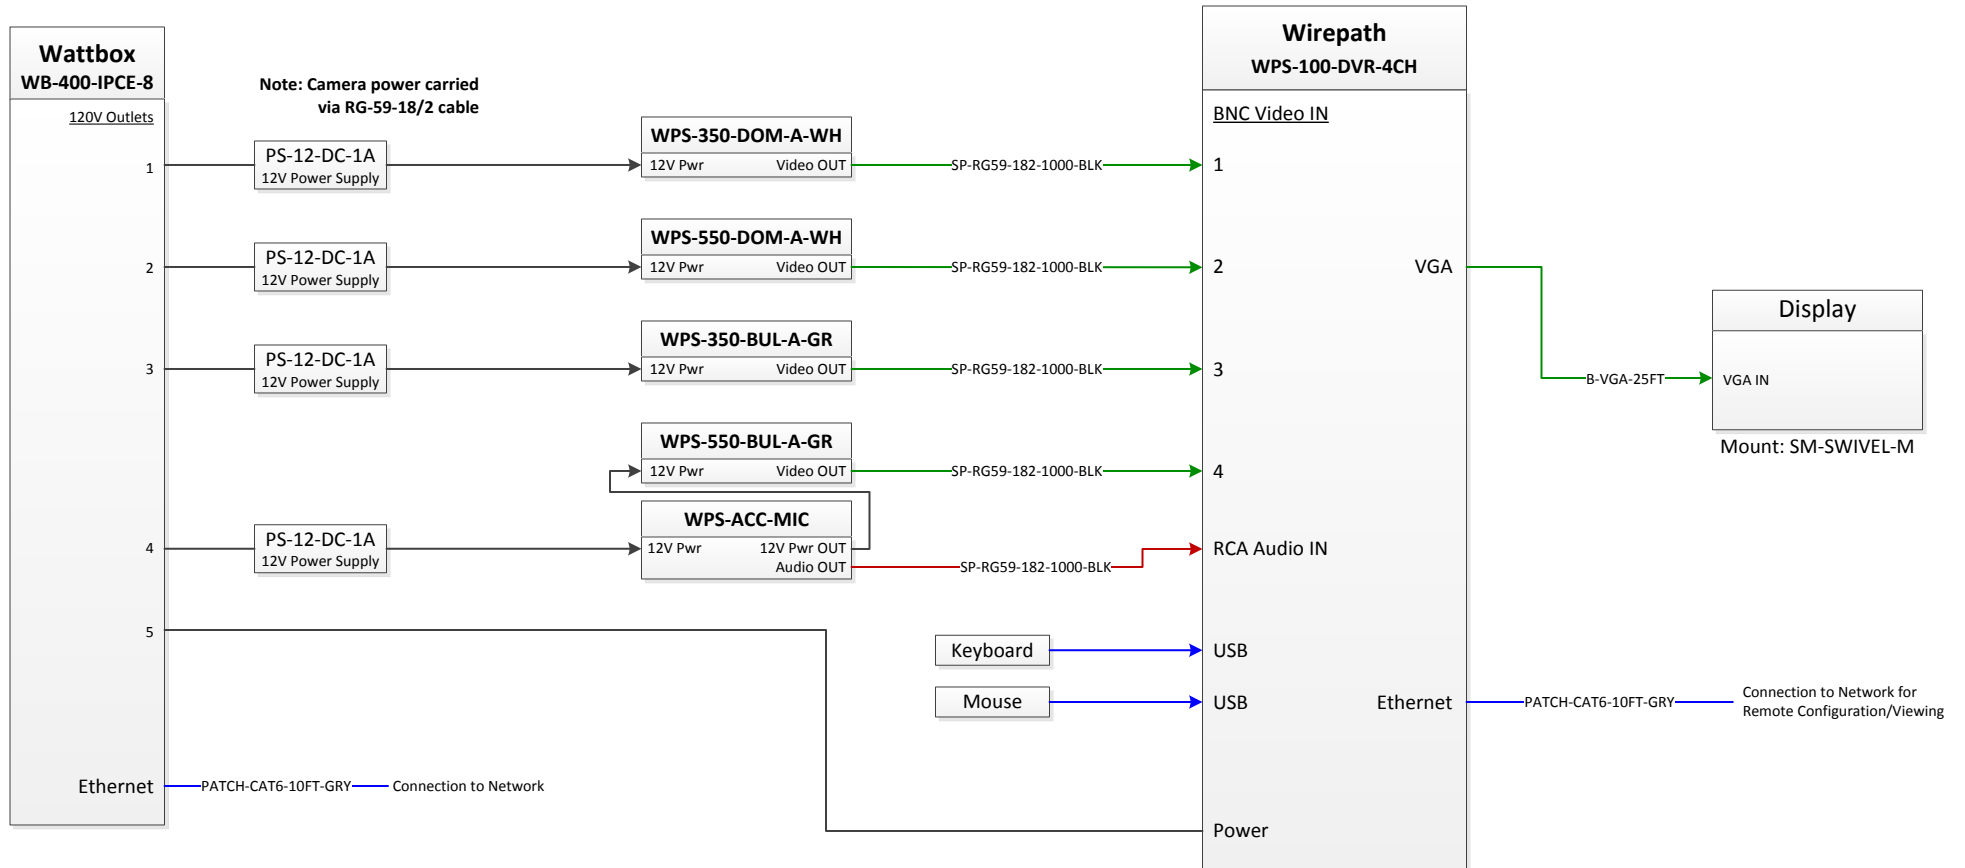 Wattbox
WB-400-IPCE-8
120V Outlets
1
2
3
4
5
Ethernet
PATCH-CAT6-10FT-GRY
Connection to Network
Note: Camera power carried
via RG-59-18/2 cable
PS-12-DC-1A
12V Power Supply
PS-12-DC-1A
12V Power Supply
PS-12-DC-1A
12V Power Supply
PS-12-DC-1A
12V Power Supply
WPS-350-DOM-A-WH
12V Pwr Video OUT
SP-RG59-182-1000-BLK
WPS-550-DOM-A-WH
12V Pwr Video OUT
SP-RG59-182-1000-BLK
WPS-350-BUL-A-GR
12V Pwr Video OUT
SP-RG59-182-1000-BLK
WPS-550-BUL-A-GR
12V Pwr Video OUT
SP-RG59-182-1000-BLK
WPS-ACC-MIC
12V Pwr 12V Pwr OUT
Audio OUT
SP-RG59-182-1000-BLK
Keyboard
Mouse
Wirepath
WPS-100-DVR-4CH
BNC Video IN
1
2 VGA
3
4
RCA Audio IN
USB
USB Ethernet
Power
B-VGA-25FT
Display
VGA IN
Mount: SM-SWIVEL-M
PATCH-CAT6-10FT-GRY
Connection to Network for
Remote Configuration/Viewing